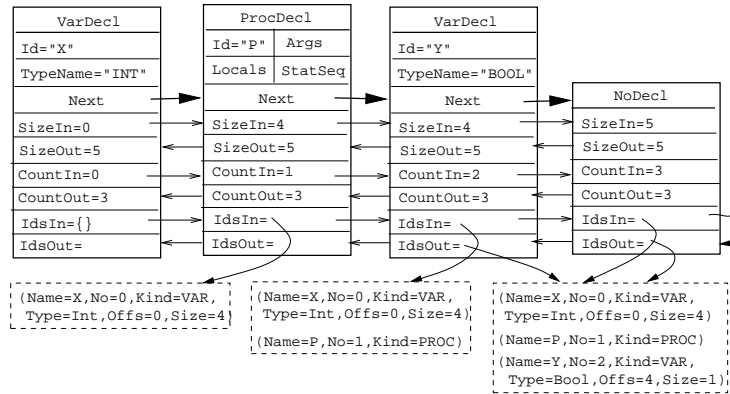 VarDecl
Id="X"
TypeName="INT"
Next
SizeIn=0
SizeOut=5
CountIn=0
CountOut=3
IdsIn={}
IdsOut=
ProcDecl
Id="P" Args
Locals StatSeq
Next
SizeIn=4
SizeOut=5
CountIn=1
CountOut=3
IdsIn=
IdsOut=
VarDecl
Id="Y"
TypeName="BOOL"
Next
SizeIn=4
SizeOut=5
CountIn=2
CountOut=3
IdsIn=
IdsOut=
NoDecl
SizeIn=5
SizeOut=5
CountIn=3
CountOut=3
IdsIn=
IdsOut=
(Name=X,No=0,Kind=VAR,
Type=Int,Offs=0,Size=4)
(Name=X,No=0,Kind=VAR,
Type=Int,Offs=0,Size=4)
(Name=P,No=1,Kind=PROC)
(Name=X,No=0,Kind=VAR,
Type=Int,Offs=0,Size=4)
(Name=P,No=1,Kind=PROC)
(Name=Y,No=2,Kind=VAR,
Type=Bool,Offs=4,Size=1)